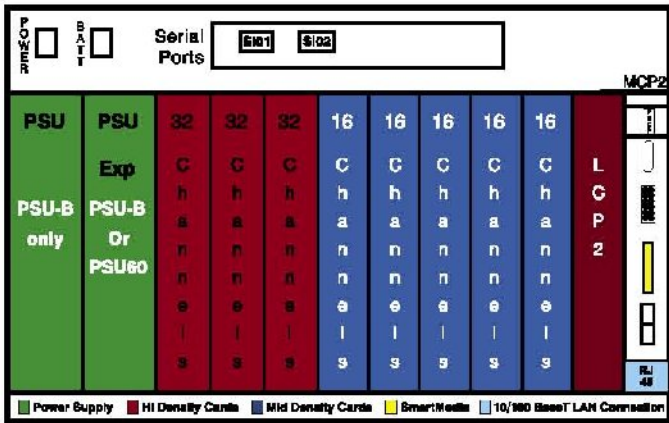 POWER
BATT
Serial Ports
SIO1
SIO2
MCP2
PSU
PSU-B only
PSU
Exp
PSU-B Or PSU60
32 Channels
32 Channels
32 Channels
16 Channels
16 Channels
16 Channels
16 Channels
16 Channels
LCP2
RJ 45
Power Supply
Hi Density Cards
Mid Density Cards
SmartMedia
10/100 BaseT LAN Connection